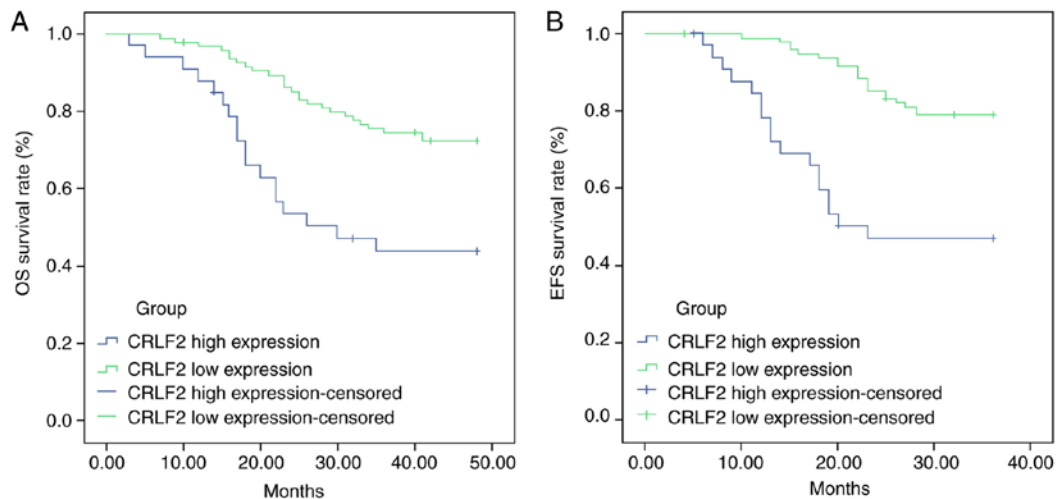 A
OS survival rate (%)
1.0
0.8
0.6
0.4
0.2
0.0
Group
CRLF2 high expression
CRLF2 low expression
CRLF2 high expression-censored
CRLF2 low expression-censored
0.00 10.00 20.00 30.00 40.00 50.00
Months
B
EFS survival rate (%)
1.0
0.8
0.6
0.4
0.2
0.0
Group
CRLF2 high expression
CRLF2 low expression
CRLF2 high expression-censored
CRLF2 low expression-censored
0.00 10.00 20.00 30.00 40.00
Months